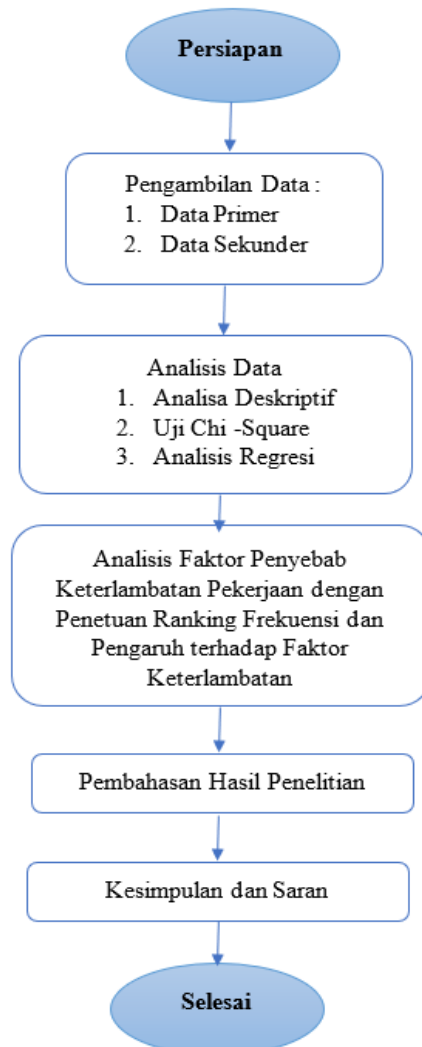 Persiapan
Pengambilan Data :
1. Data Primer
2. Data Sekunder
Analisis Data
1. Analisa Deskriptif
2. Uji Chi -Square
3. Analisis Regresi
Analisis Faktor Penyebab
Keterlambatan Pekerjaan dengan
Penetuan Ranking Frekuensi dan
Pengaruh terhadap Faktor
Keterlambatan
Pembahasan Hasil Penelitian
Kesimpulan dan Saran
Selesai